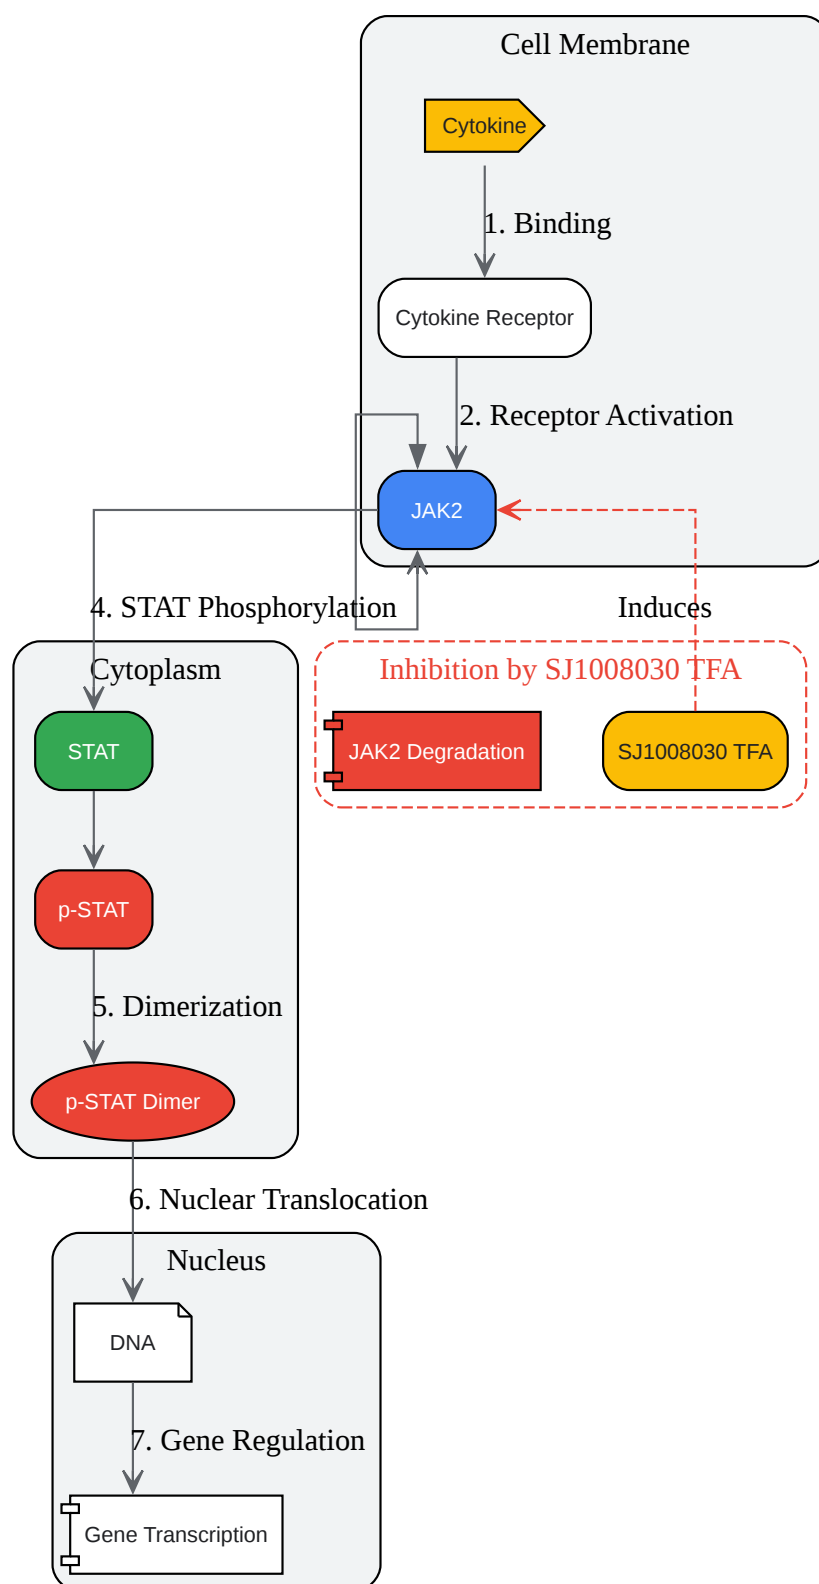 Cell Membrane
Cytokine
1. Binding
Cytokine Receptor
2. Receptor Activation
JAK2
4. STAT Phosphorylation
Induces
Cytoplasm
Inhibition by SJ1008030 TFA
STAT
JAK2 Degradation
SJ1008030 TFA
p-STAT
5. Dimerization
p-STAT Dimer
6. Nuclear Translocation
Nucleus
DNA
7. Gene Regulation
Gene Transcription